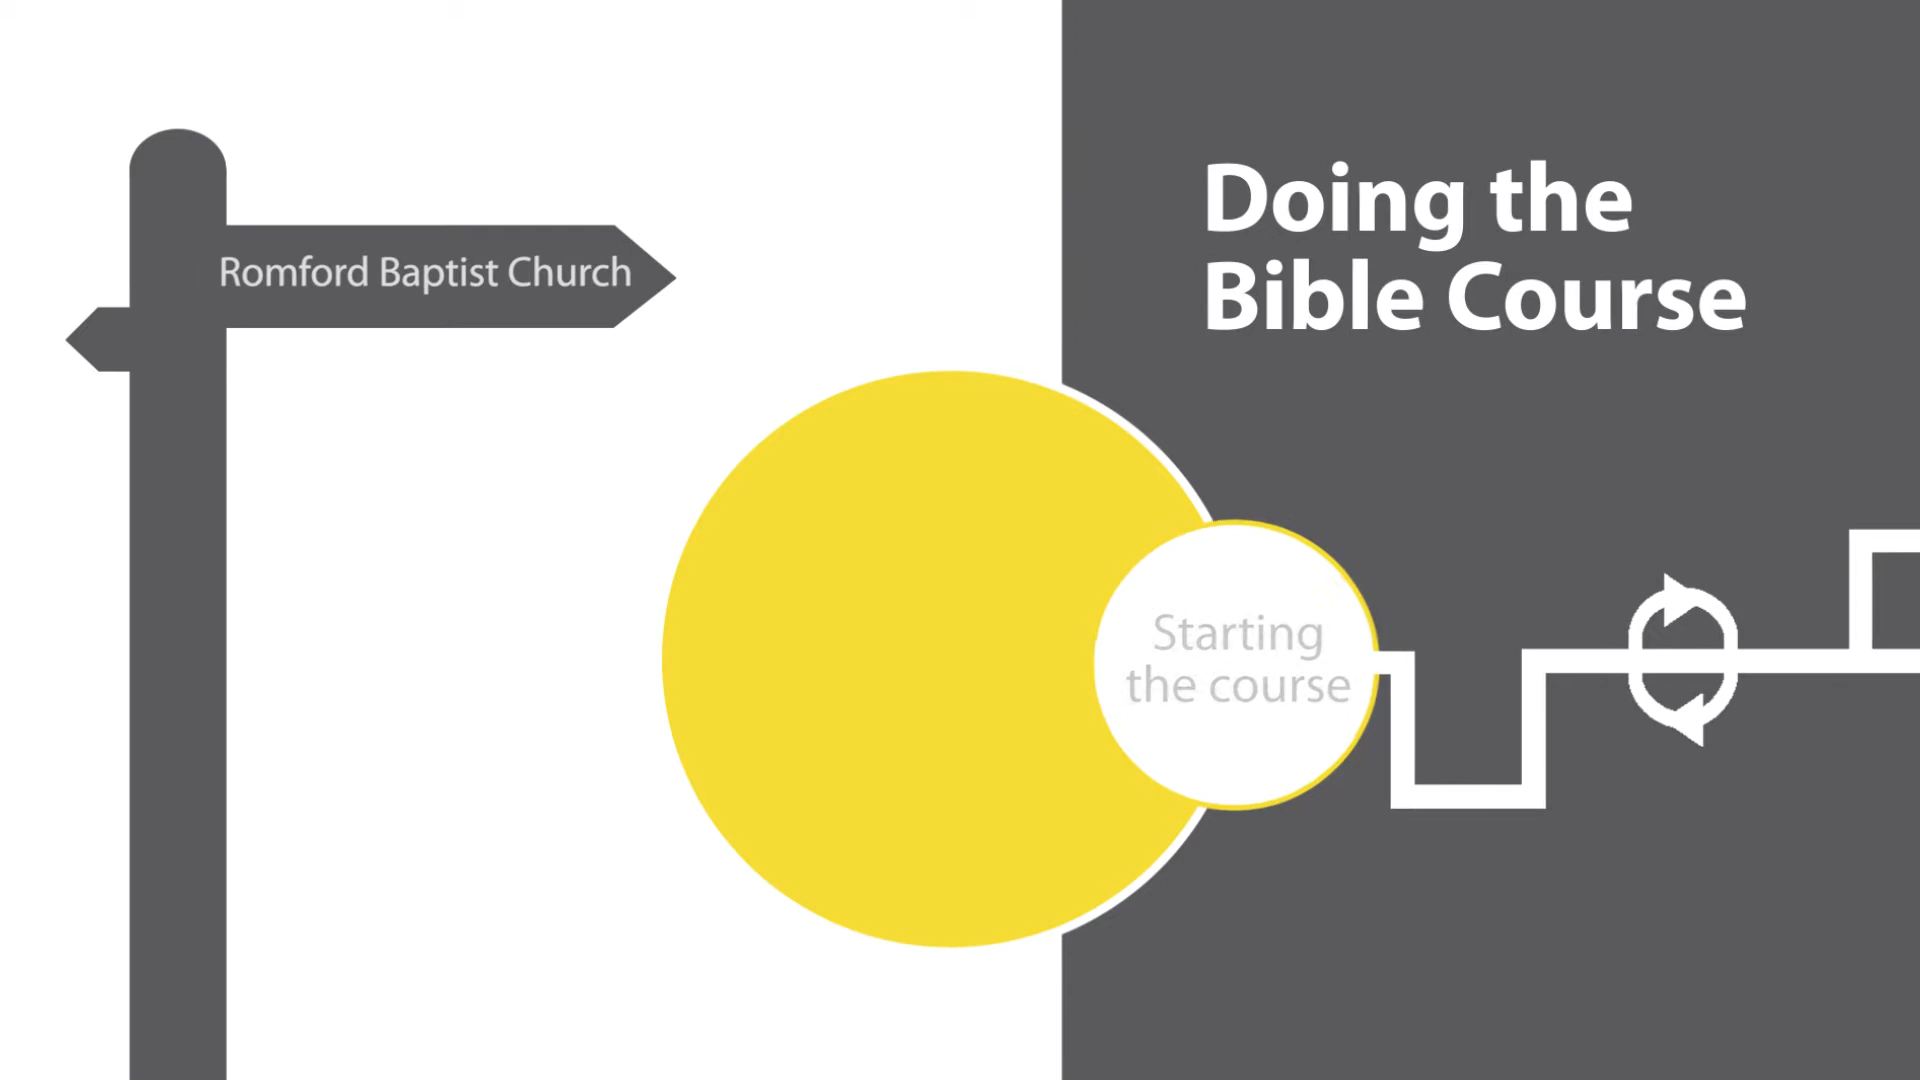 Romford Baptist Church
Doing the
Bible Course
Starting
the course